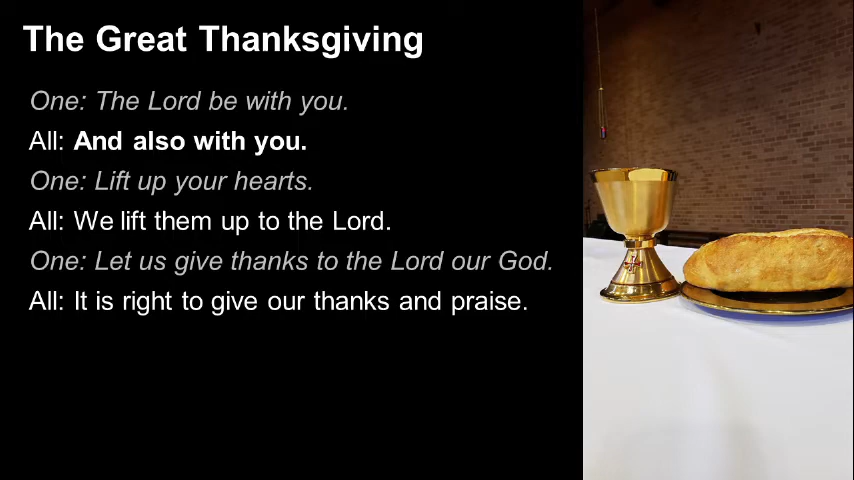 The Great Thanksgiving
One: The Lord be with you.
All: And also with you.
One: Lift up your hearts.
All: We lift them up to the Lord.
One: Let us give thanks to the Lord our God.
All: It is right to give our thanks and praise.